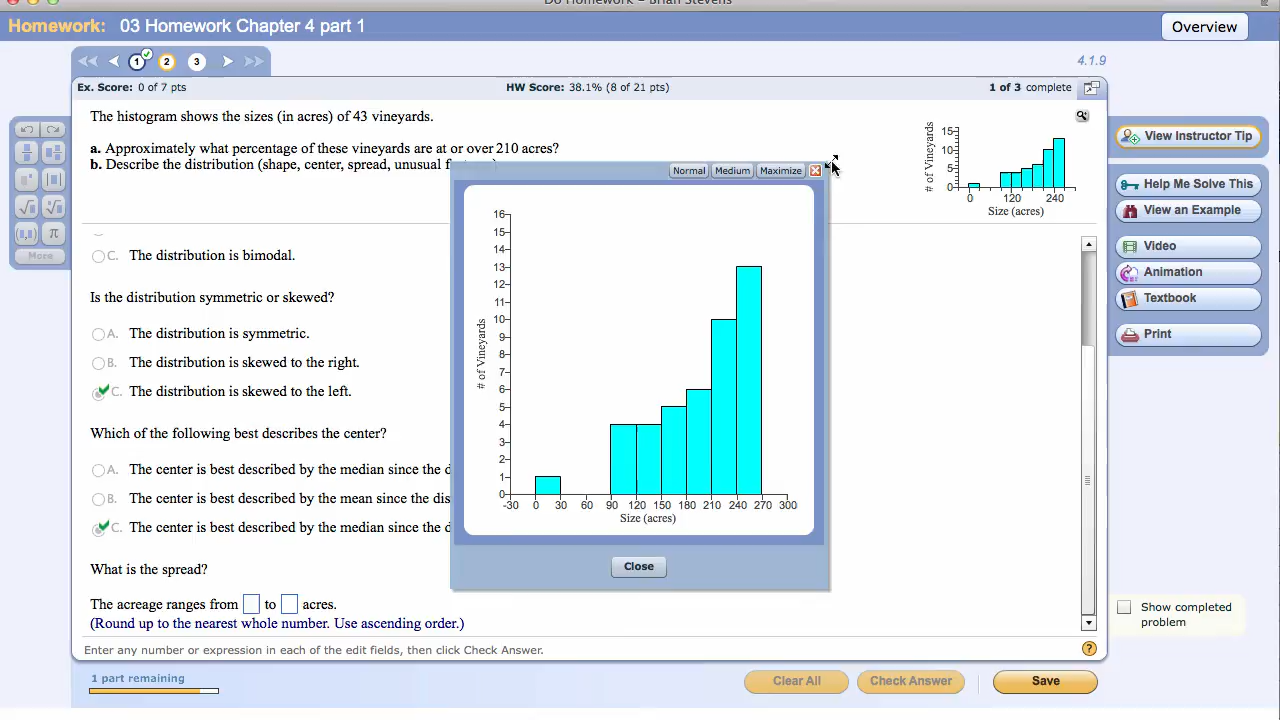 Do Homework - Brian Stevens
Homework: 03 Homework Chapter 4 part 1
Overview
1 2 3
4.1.9
Ex. Score: 0 of 7 pts
HW Score: 38.1% (8 of 21 pts)
1 of 3 complete
The histogram shows the sizes (in acres) of 43 vineyards.
a. Approximately what percentage of these vineyards are at or over 210 acres?
b. Describe the distribution (shape, center, spread, unusual
# of Vineyards
15
10
5
0
0 120 240
Size (acres)
More
View Instructor Tip
Help Me Solve This
View an Example
Video
Animation
Textbook
Print
C. The distribution is bimodal.
Is the distribution symmetric or skewed?
A. The distribution is symmetric.
B. The distribution is skewed to the right.
C. The distribution is skewed to the left.
Which of the following best describes the center?
A. The center is best described by the median since the d
B. The center is best described by the mean since the dis
C. The center is best described by the median since the d
What is the spread?
The acreage ranges from to acres.
(Round up to the nearest whole number. Use ascending order.)
Normal Medium Maximize
# of Vineyards
16
15
14
13
12
11
10
9
8
7
6
5
4
3
2
1
0
-30 0 30 60 90 120 150 180 210 240 270 300
Size (acres)
Close
Show completed
problem
Enter any number or expression in each of the edit fields, then click Check Answer.
?
1 part remaining
Clear All
Check Answer
Save